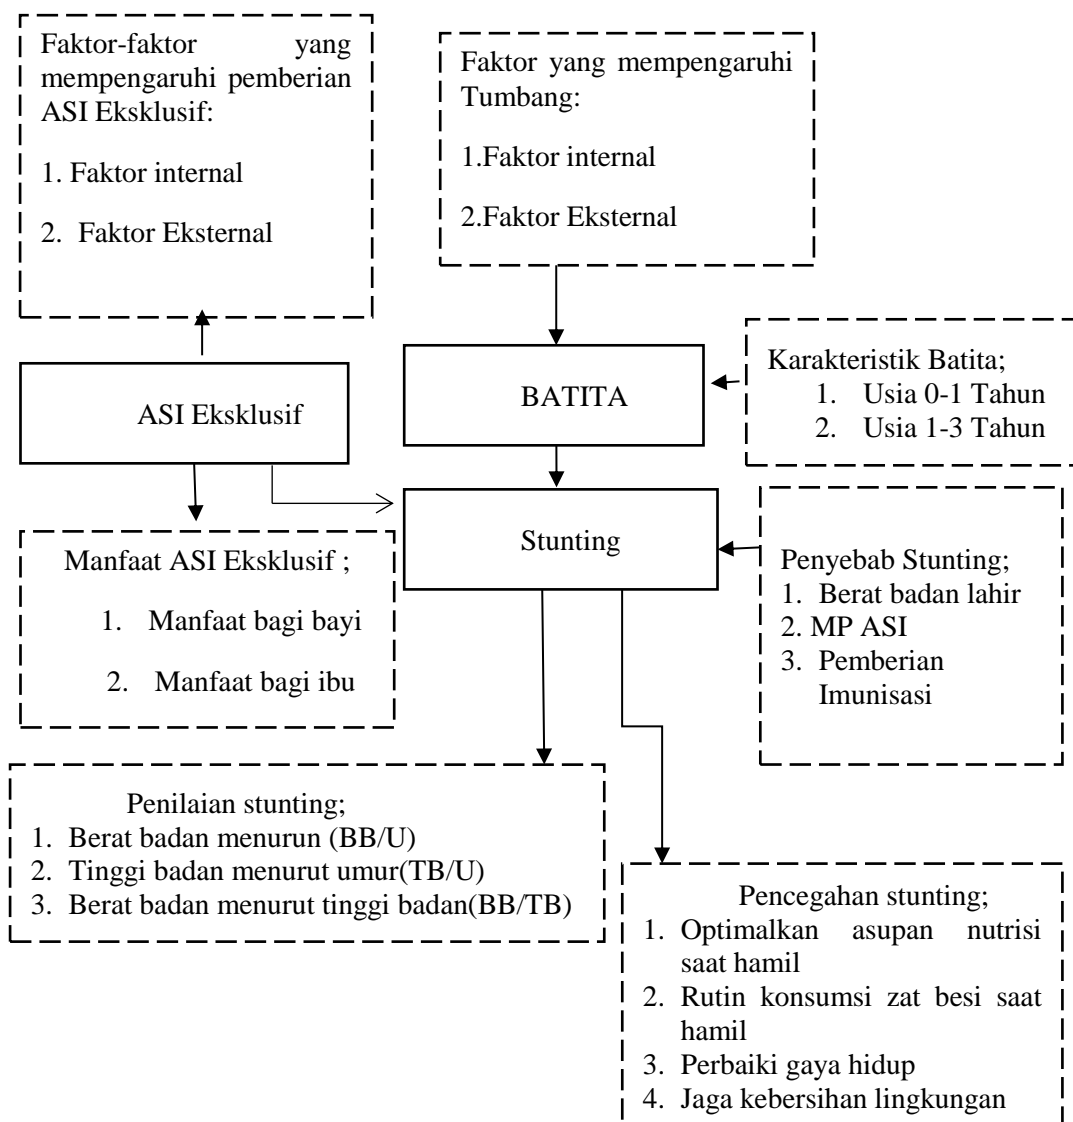 Faktor-faktor yang
mempengaruhi pemberian
ASI Eksklusif:
1. Faktor internal
2. Faktor Eksternal
Faktor yang mempengaruhi
Tumbang:
1.Faktor internal
2.Faktor Eksternal
ASI Eksklusif
BATITA
Karakteristik Batita;
1. Usia 0-1 Tahun
2. Usia 1-3 Tahun
Stunting
Manfaat ASI Eksklusif ;
1. Manfaat bagi bayi
2. Manfaat bagi ibu
Penyebab Stunting;
1. Berat badan lahir
2. MP ASI
3. Pemberian
Imunisasi
Penilaian stunting;
1. Berat badan menurun (BB/U)
2. Tinggi badan menurut umur(TB/U)
3. Berat badan menurut tinggi badan(BB/TB)
Pencegahan stunting;
1. Optimalkan asupan nutrisi
saat hamil
2. Rutin konsumsi zat besi saat
hamil
3. Perbaiki gaya hidup
4. Jaga kebersihan lingkungan